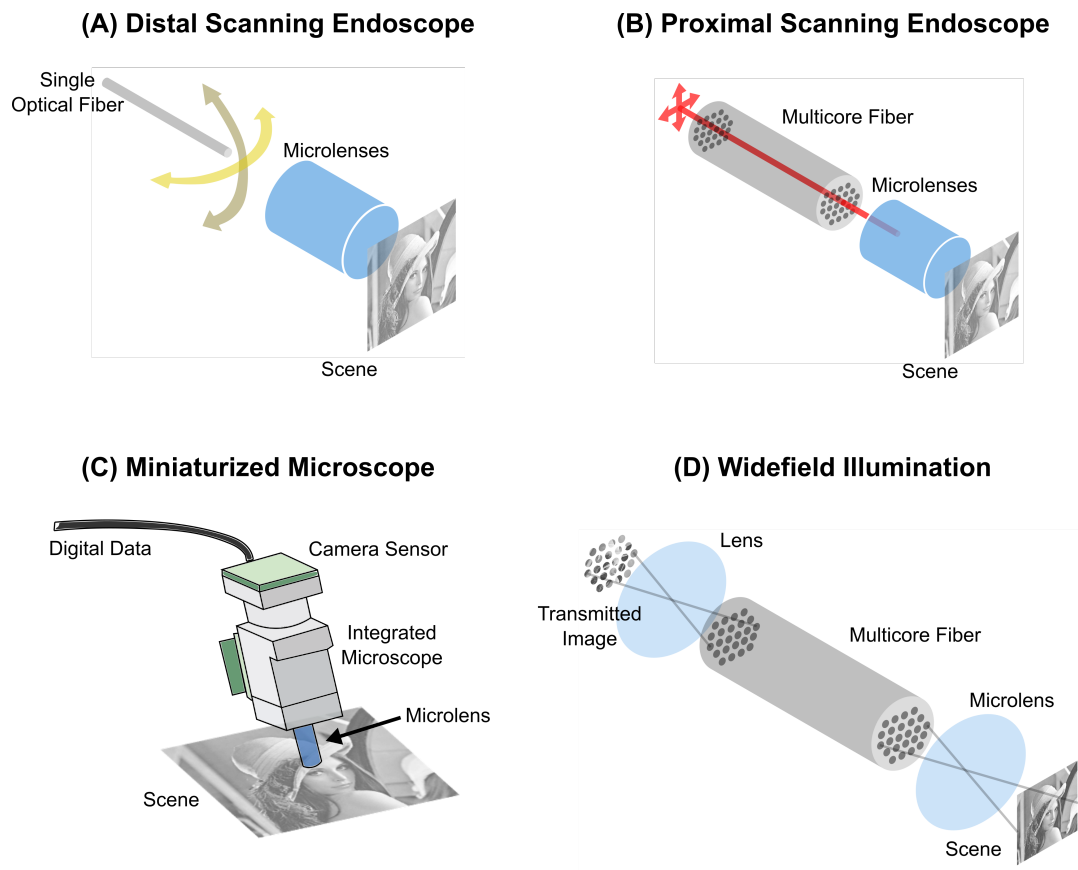 (A) Distal Scanning Endoscope
Single
Optical Fiber
Microlenses
Scene
(B) Proximal Scanning Endoscope
Multicore Fiber
Microlenses
Scene
(C) Miniaturized Microscope
Digital Data
Camera Sensor
Integrated
Microscope
Microlens
Scene
(D) Widefield Illumination
Lens
Transmitted
Image
Multicore Fiber
Microlens
Scene